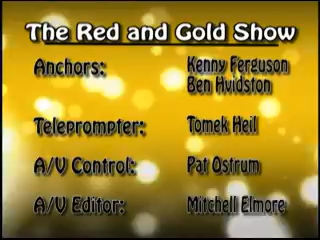 The Red and Gold Show
Anchors: Kenny Ferguson
Ben Hvidston
Teleprompter: Tomek Heil
A/V Control: Pat Ostrum
A/V Editor: Mitchell Elmore